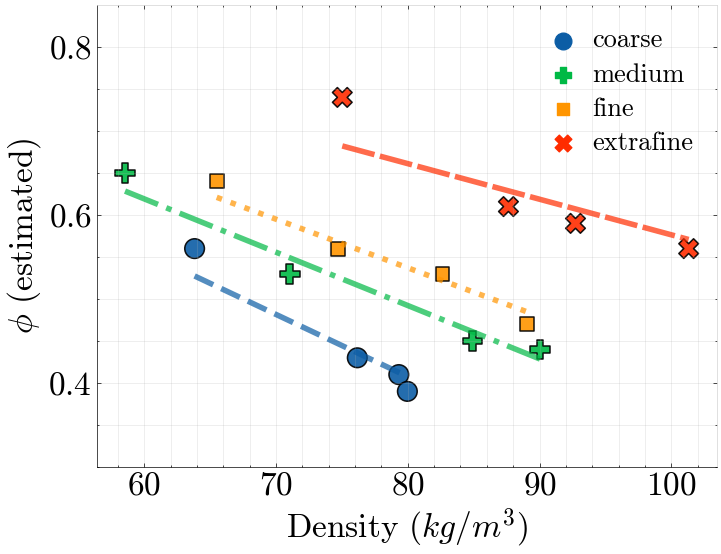 0.8
0.6
0.4
ϕ (estimated)
coarse
medium
fine
extrafine
60 70 80 90 100
Density (kg/m³)